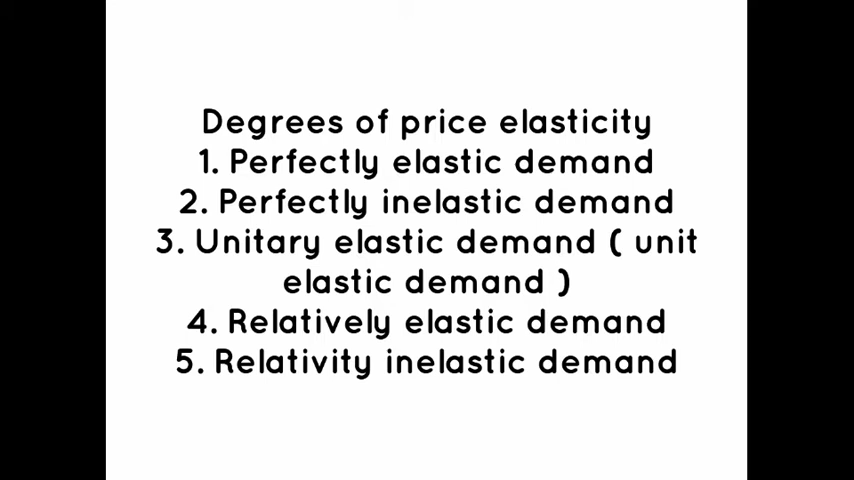 Degrees of price elasticity
1. Perfectly elastic demand
2. Perfectly inelastic demand
3. Unitary elastic demand ( unit
elastic demand )
4. Relatively elastic demand
5. Relativity inelastic demand